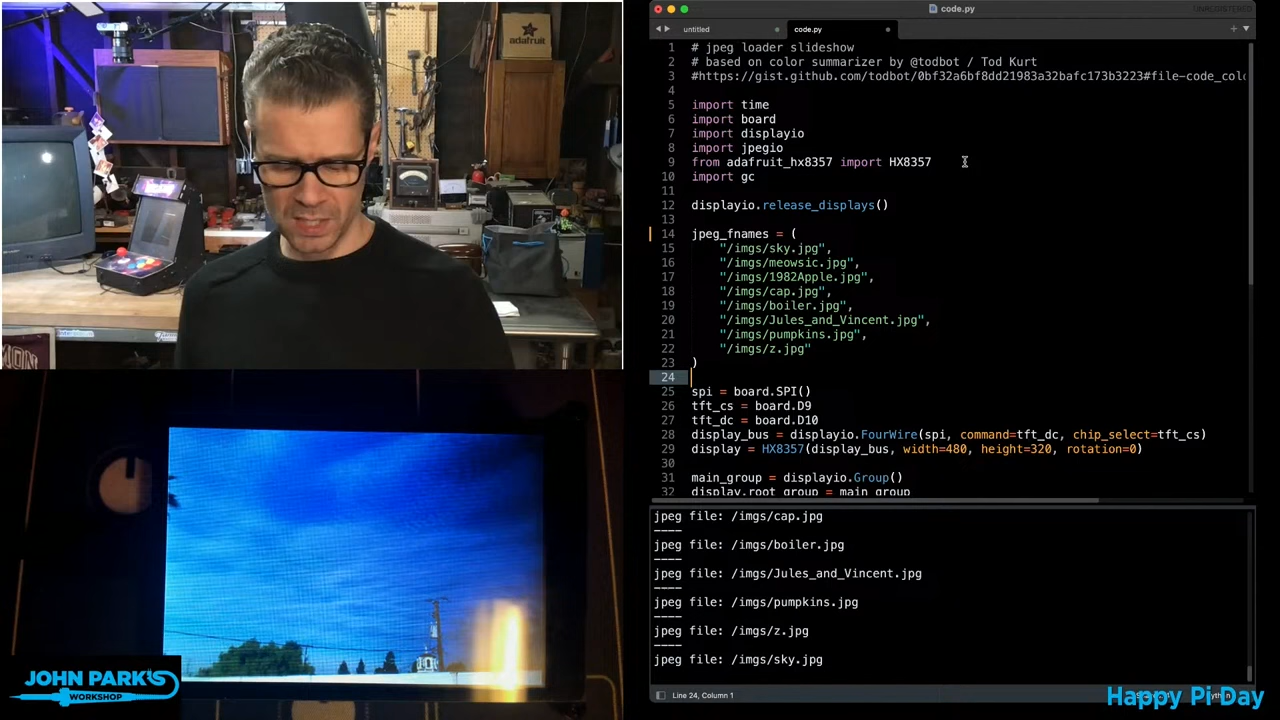 adafruit
JOHN PARK'S
WORKSHOP
code.py
UNREGISTERED
untitled
code.py
1 # jpeg loader slideshow
2 # based on color summarizer by @todbot / Tod Kurt
3 #https://gist.github.com/todbot/0bf32a6bf8dd21983a32bafc173b3223#file-code_colo
4
5 import time
6 import board
7 import displayio
8 import jpegio
9 from adafruit_hx8357 import HX8357
10 import gc
11
12 displayio.release_displays()
13
14 jpeg_fnames = (
15 "/imgs/sky.jpg",
16 "/imgs/meowsic.jpg",
17 "/imgs/1982Apple.jpg",
18 "/imgs/cap.jpg",
19 "/imgs/boiler.jpg",
20 "/imgs/Jules_and_Vincent.jpg",
21 "/imgs/pumpkins.jpg",
22 "/imgs/z.jpg"
23 )
24
25 spi = board.SPI()
26 tft_cs = board.D9
27 tft_dc = board.D10
28 display_bus = displayio.FourWire(spi, command=tft_dc, chip_select=tft_cs)
29 display = HX8357(display_bus, width=480, height=320, rotation=0)
30
31 main_group = displayio.Group()
32 display.root_group = main_group
jpeg file: /imgs/cap.jpg
----
jpeg file: /imgs/boiler.jpg
----
jpeg file: /imgs/Jules_and_Vincent.jpg
----
jpeg file: /imgs/pumpkins.jpg
----
jpeg file: /imgs/z.jpg
----
jpeg file: /imgs/sky.jpg
Line 24, Column 1
Happy Pi Day